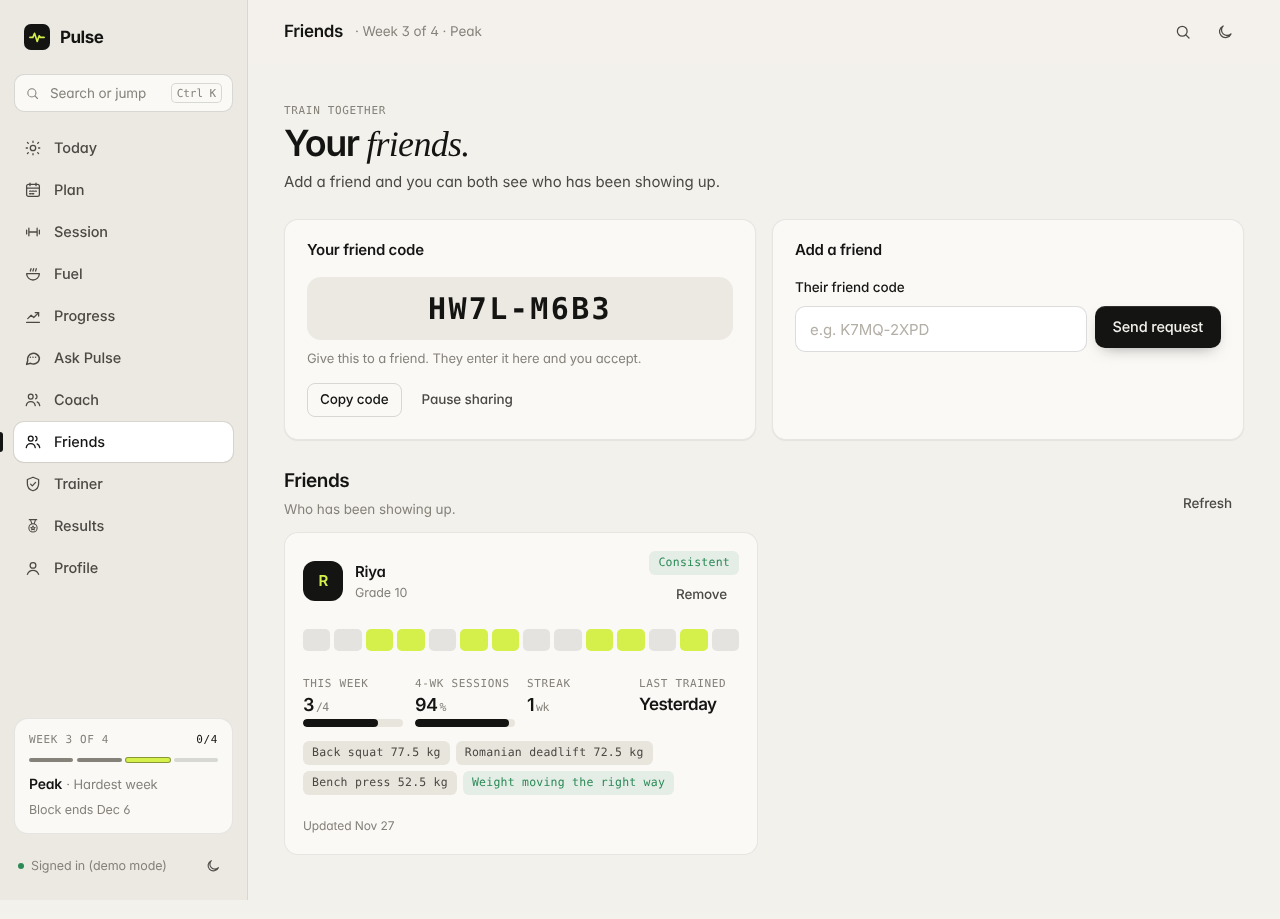 Pulse
Search or jump Ctrl K
Today
Plan
Session
Fuel
Progress
Ask Pulse
Coach
Friends
Trainer
Results
Profile
WEEK 3 OF 4 0/4
Peak · Hardest week
Block ends Dec 6
Signed in (demo mode)
Friends · Week 3 of 4 · Peak
TRAIN TOGETHER
Your friends.
Add a friend and you can both see who has been showing up.
Your friend code
HW7L-M6B3
Give this to a friend. They enter it here and you accept.
Copy code Pause sharing
Add a friend
Their friend code
e.g. K7MQ-2XPD Send request
Friends
Who has been showing up.
Refresh
R
Riya
Grade 10
Consistent
Remove
THIS WEEK 4-WK SESSIONS STREAK LAST TRAINED
3/4 94% 1wk Yesterday
Back squat 77.5 kg Romanian deadlift 72.5 kg
Bench press 52.5 kg Weight moving the right way
Updated Nov 27